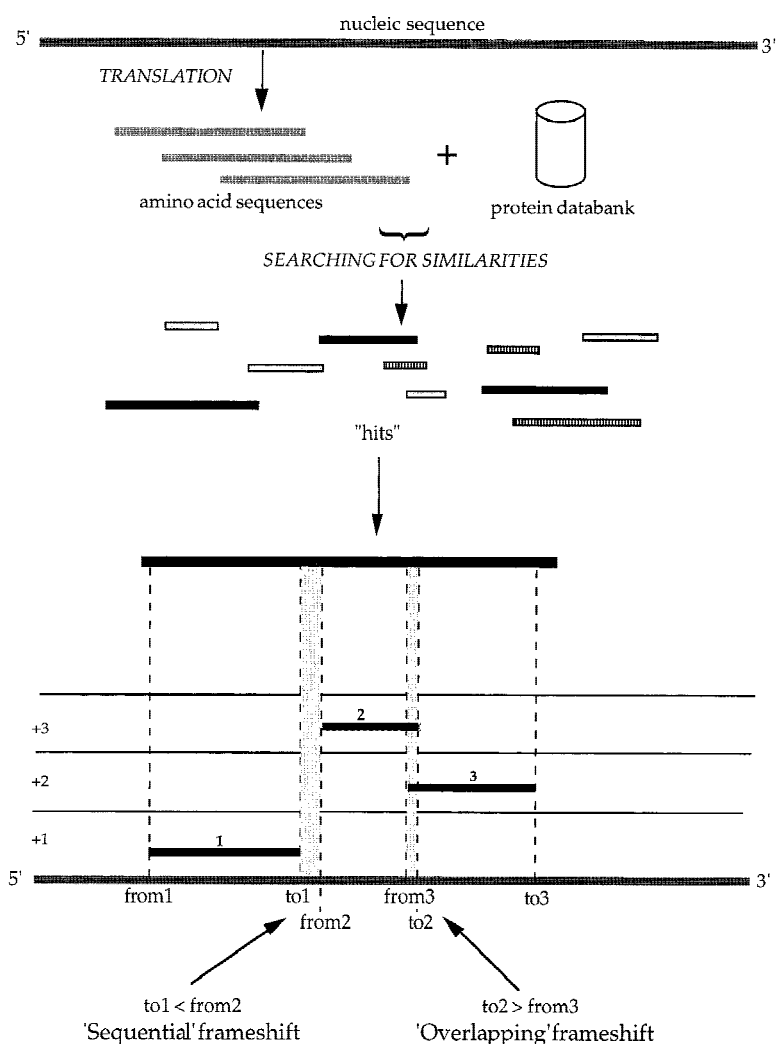 nucleic sequence
5' 3'
TRANSLATION
+
amino acid sequences
protein databank
SEARCHING FOR SIMILARITIES
"hits"
2
+3
3
+2
1
+1
5' 3'
from1 to1 from3 to3
from2 to2
to1 < from2 to2 > from3
'Sequential' frameshift 'Overlapping' frameshift